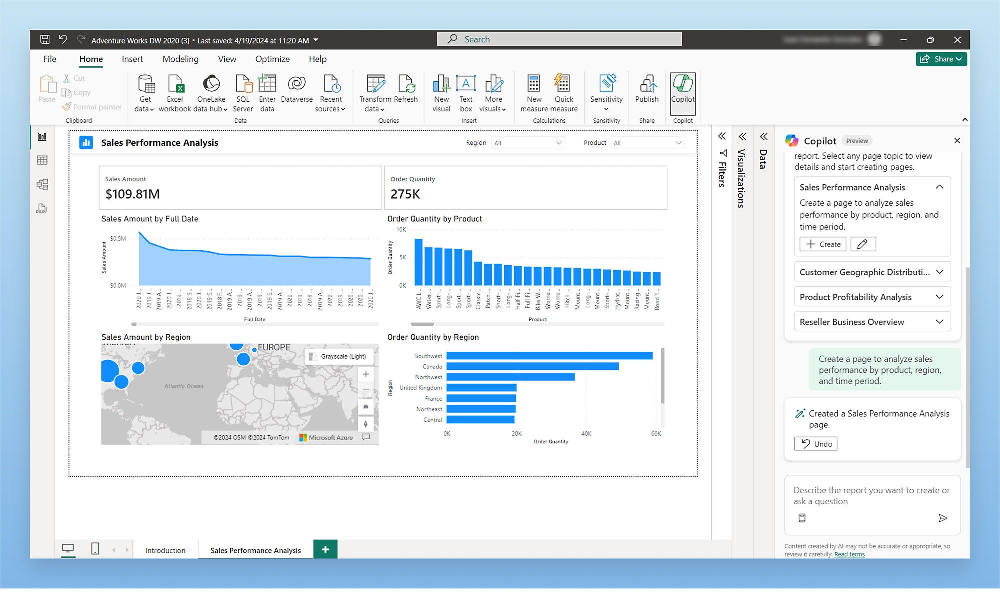 Adventure Works DW 2020 (3) • Last saved: 4/19/2024 at 11:20 AM
Search
File Home Insert Modeling View Optimize Help
Share
Paste
Cut
Copy
Format painter
Clipboard
Get data
Excel workbook
OneLake data hub
SQL Server
Enter data
Dataverse
Recent sources
Data
Transform data
Refresh
Queries
New visual
Text box
More visuals
Insert
New measure
Quick measure
Calculations
Sensitivity
Sensitivity
Publish
Share
Copilot
Copilot
Sales Performance Analysis
Region All
Product All
Sales Amount
$109.81M
Order Quantity
275K
Sales Amount by Full Date
Sales Amount
$0.5M
$0.0M
2020 J...
2019 J...
2019 A...
2020 J...
2019 ...
2018 S...
2020 J...
2019 S...
2018 F...
2019 A...
2019 ...
2019 A...
2019 ...
2019 S...
2019 A...
2020 ...
2019 ...
2018 ...
2019 A...
2020 ...
2019 ...
2020 ...
2020 ...
2020 J...
Full Date
Order Quantity by Product
Order Quantity
10K
5K
0K
AWC L...
Water ...
Sport-...
Long-...
Sport-...
Sport-...
Classic...
Patch ...
Short-...
Long-...
Half-Fi...
Full-Fi...
Bike W...
Wome...
Wome...
Hitch ...
Mount...
Long-...
Mount...
Short-...
Hydrat...
Mount...
Racing...
Mount...
Road T...
Product
Sales Amount by Region
AMERICA
EUROPE
Grayscale (Light)
Atlantic Ocean
©2024 OSM ©2024 TomTom
Microsoft Azure
Order Quantity by Region
Region
Southwest
Canada
Northwest
United Kingdom
France
Northeast
Central
0K 20K 40K 60K
Order Quantity
Filters
Visualizations
Data
Copilot Preview
report. Select any page topic to view
details and start creating pages.
Sales Performance Analysis
Create a page to analyze sales
performance by product, region, and
time period.
Create
Customer Geographic Distributi...
Product Profitability Analysis
Reseller Business Overview
Create a page to analyze sales
performance by product, region,
and time period.
Created a Sales Performance Analysis
page.
Undo
Describe the report you want to create or
ask a question
Content created by AI may not be accurate or appropriate, so
review it carefully. Read terms
Introduction
Sales Performance Analysis
DAX